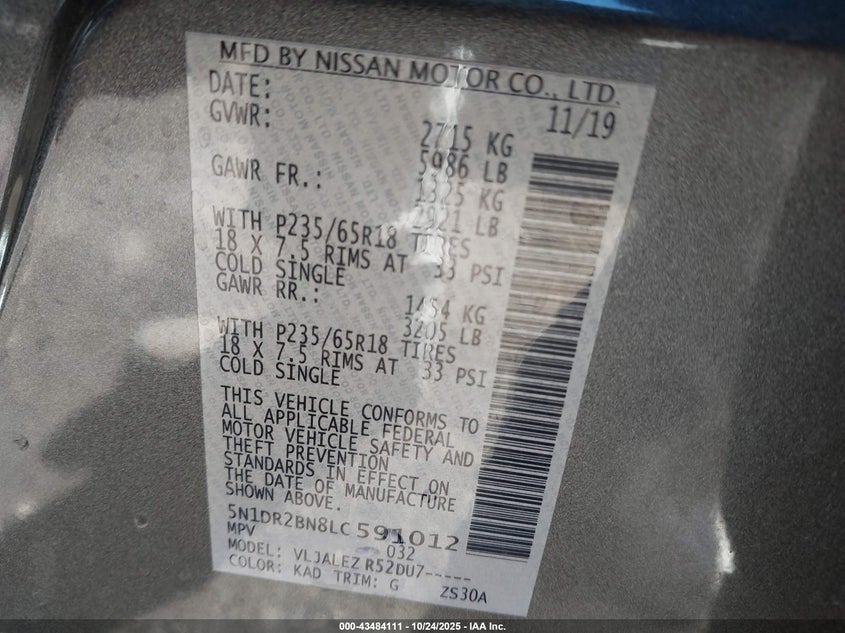 MFD BY NISSAN MOTOR CO., LTD.
DATE: 11/19
GVWR: 2715 KG
5986 LB
GAWR FR.: 1325 KG
2921 LB
WITH P235/65R18 TIRES
18 X 7.5 RIMS AT 33 PSI
COLD SINGLE
GAWR RR.: 1454 KG
3205 LB
WITH P235/65R18 TIRES
18 X 7.5 RIMS AT 33 PSI
COLD SINGLE
THIS VEHICLE CONFORMS TO
ALL APPLICABLE FEDERAL
MOTOR VEHICLE SAFETY AND
THEFT PREVENTION
STANDARDS IN EFFECT ON
THE DATE OF MANUFACTURE
SHOWN ABOVE.
5N1DR2BN8LC591012
MPV 032
MODEL: VLJALEZ R52DU7-----
COLOR: KAD TRIM: G ZS30A
000-43484111 - 10/24/2025 - IAA Inc.